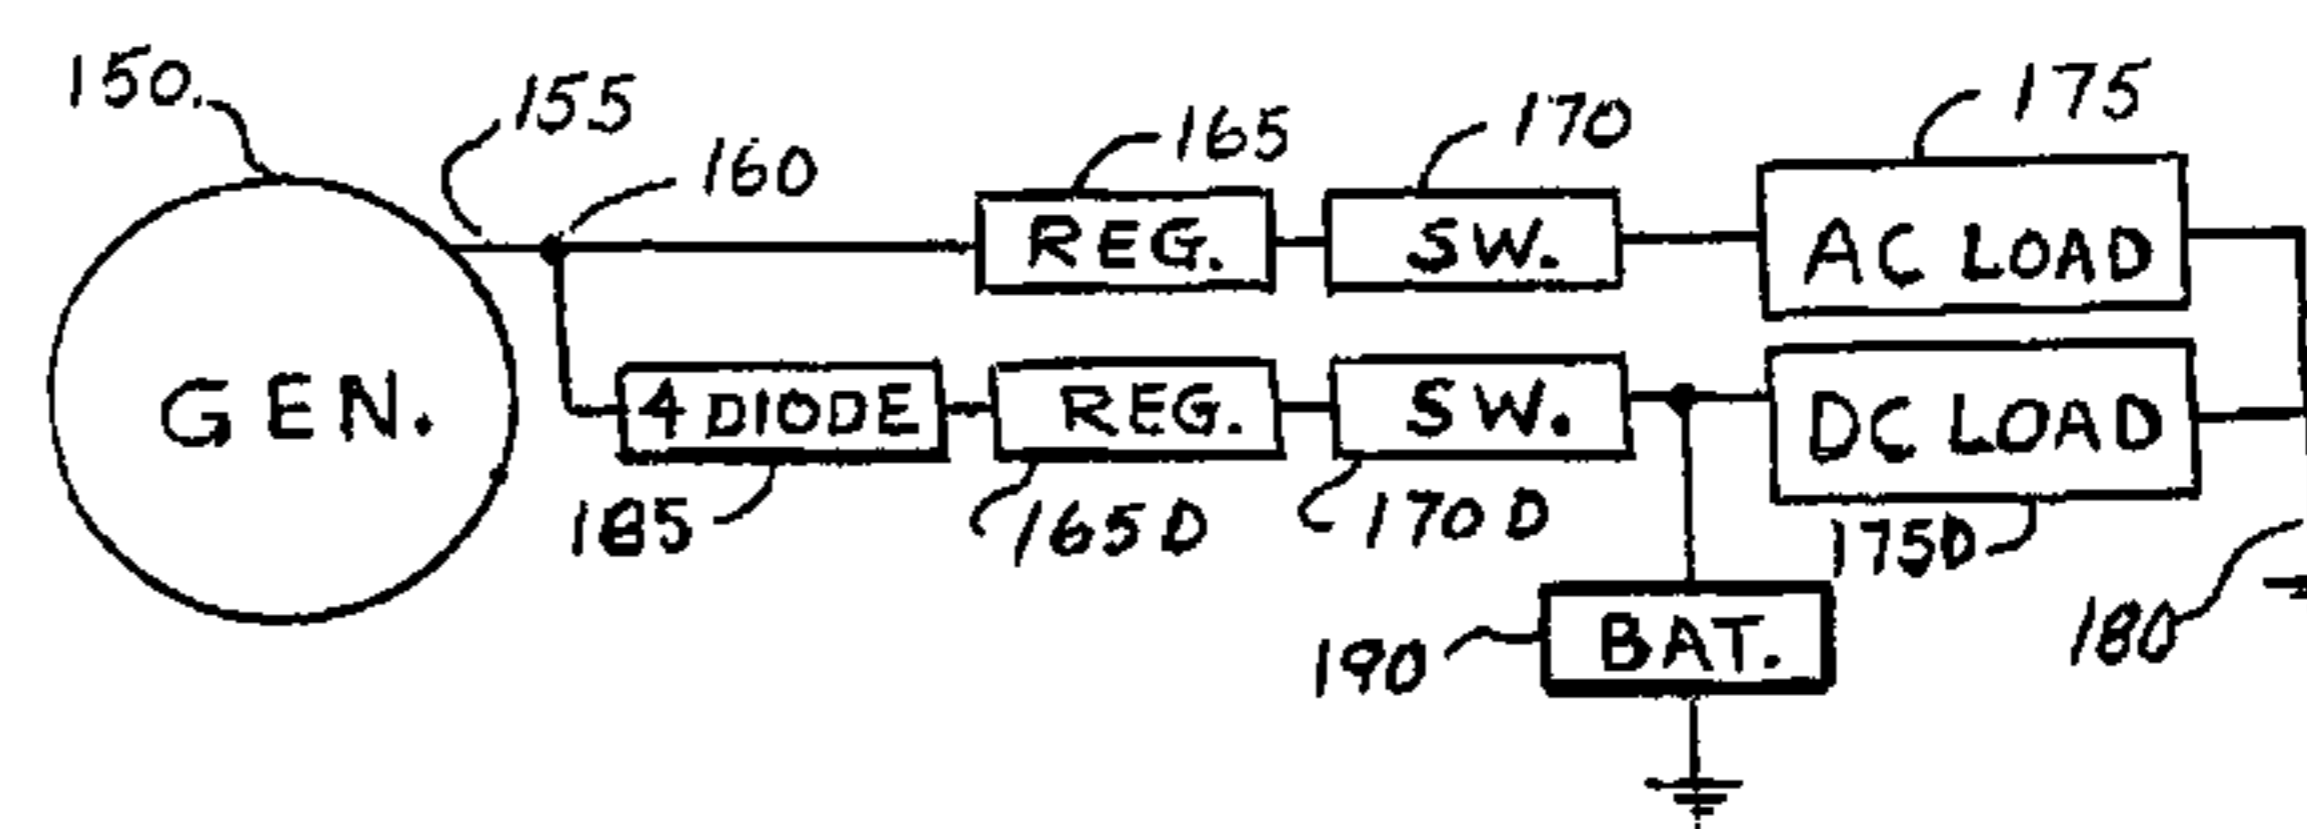 150.
155
160
165
170
175
REG.
SW.
AC LOAD
GEN.
4 DIODE
REG.
SW.
DC LOAD
185
165D
170D
175D
190
BAT.
180